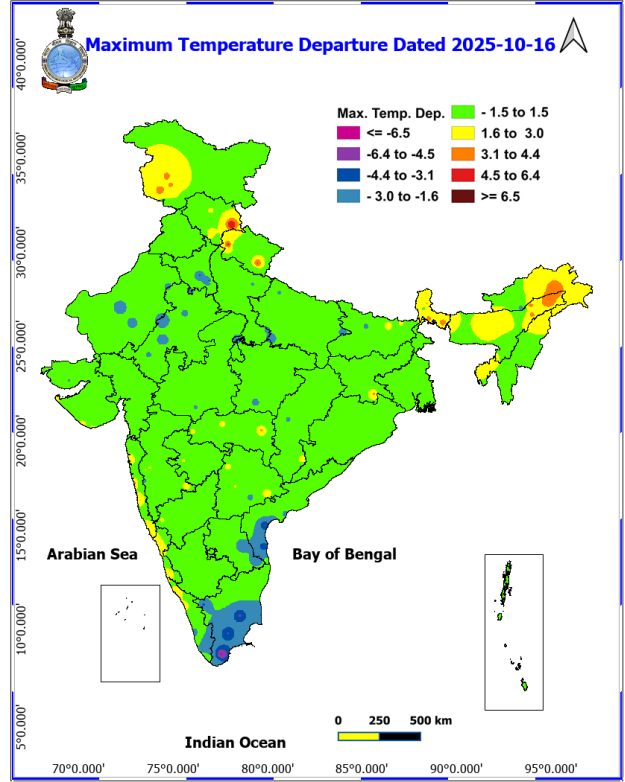 Maximum Temperature Departure Dated 2025-10-16
Max. Temp. Dep.
<= -6.5
-6.4 to -4.5
-4.4 to -3.1
- 3.0 to -1.6
- 1.5 to 1.5
1.6 to 3.0
3.1 to 4.4
4.5 to 6.4
>= 6.5
40°0.000'
35°0.000'
30°0.000'
25°0.000'
20°0.000'
15°0.000'
10°0.000'
5°0.000'
Arabian Sea
Bay of Bengal
Indian Ocean
0 250 500 km
70°0.000' 75°0.000' 80°0.000' 85°0.000' 90°0.000' 95°0.000'